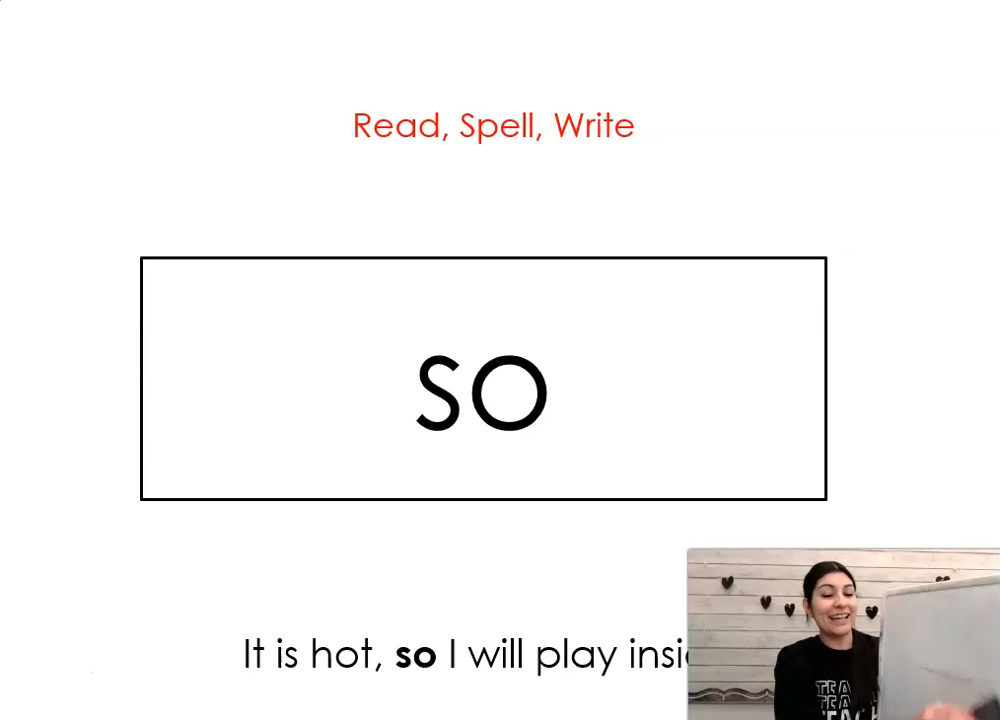 Read, Spell, Write
so
It is hot, so I will play insi